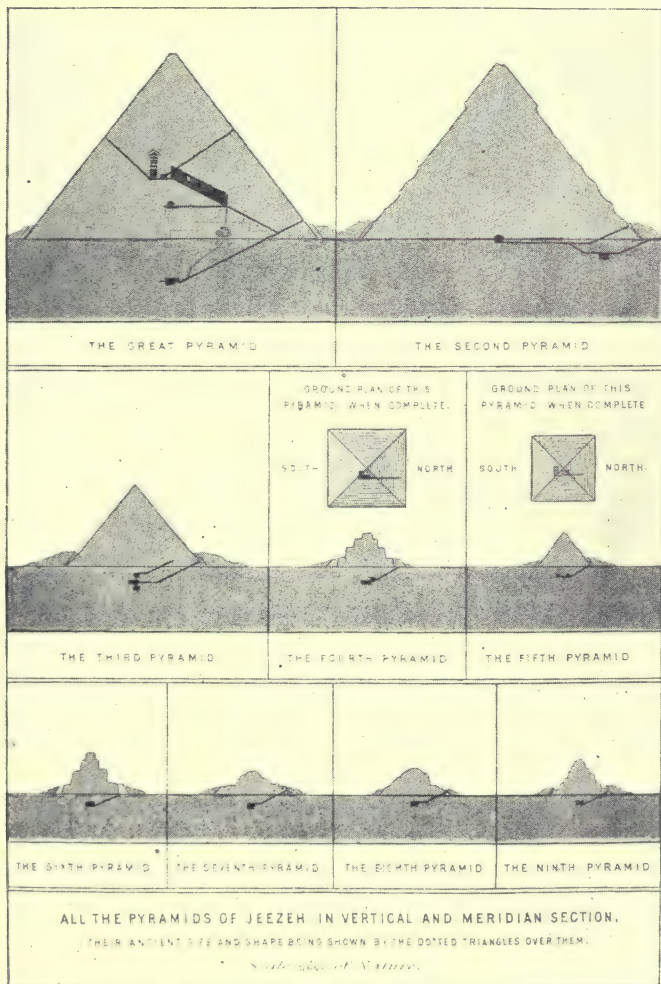 THE GREAT PYRAMID
THE SECOND PYRAMID
GROUND PLAN OF THIS
PYRAMID WHEN COMPLETE.
GROUND PLAN OF THIS
PYRAMID WHEN COMPLETE
SOUTH NORTH
SOUTH NORTH.
THE THIRD PYRAMID
THE FOURTH PYRAMID
THE FIFTH PYRAMID
THE SIXTH PYRAMID
THE SEVENTH PYRAMID
THE EIGHTH PYRAMID
THE NINTH PYRAMID
ALL THE PYRAMIDS OF JEEZEH IN VERTICAL AND MERIDIAN SECTION.
THEIR ANCIENT SIZE AND SHAPE BEING SHOWN BY THE DOTTED TRIANGLES OVER THEM.
Scale of Nature.